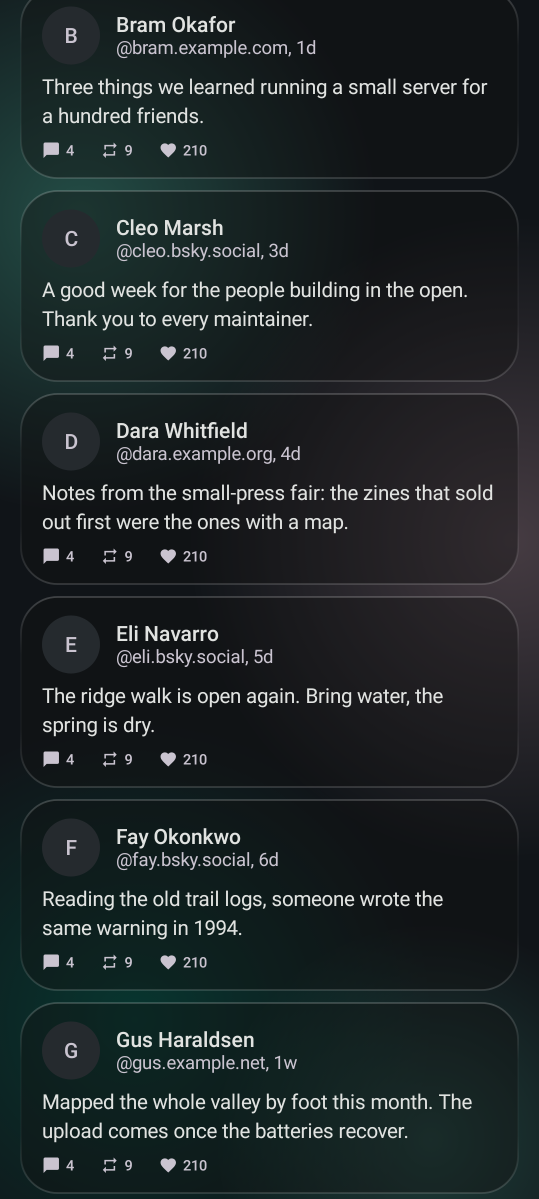 B
Bram Okafor
@bram.example.com, 1d
Three things we learned running a small server for
a hundred friends.
4 9 210
C
Cleo Marsh
@cleo.bsky.social, 3d
A good week for the people building in the open.
Thank you to every maintainer.
4 9 210
D
Dara Whitfield
@dara.example.org, 4d
Notes from the small-press fair: the zines that sold
out first were the ones with a map.
4 9 210
E
Eli Navarro
@eli.bsky.social, 5d
The ridge walk is open again. Bring water, the
spring is dry.
4 9 210
F
Fay Okonkwo
@fay.bsky.social, 6d
Reading the old trail logs, someone wrote the
same warning in 1994.
4 9 210
G
Gus Haraldsen
@gus.example.net, 1w
Mapped the whole valley by foot this month. The
upload comes once the batteries recover.
4 9 210